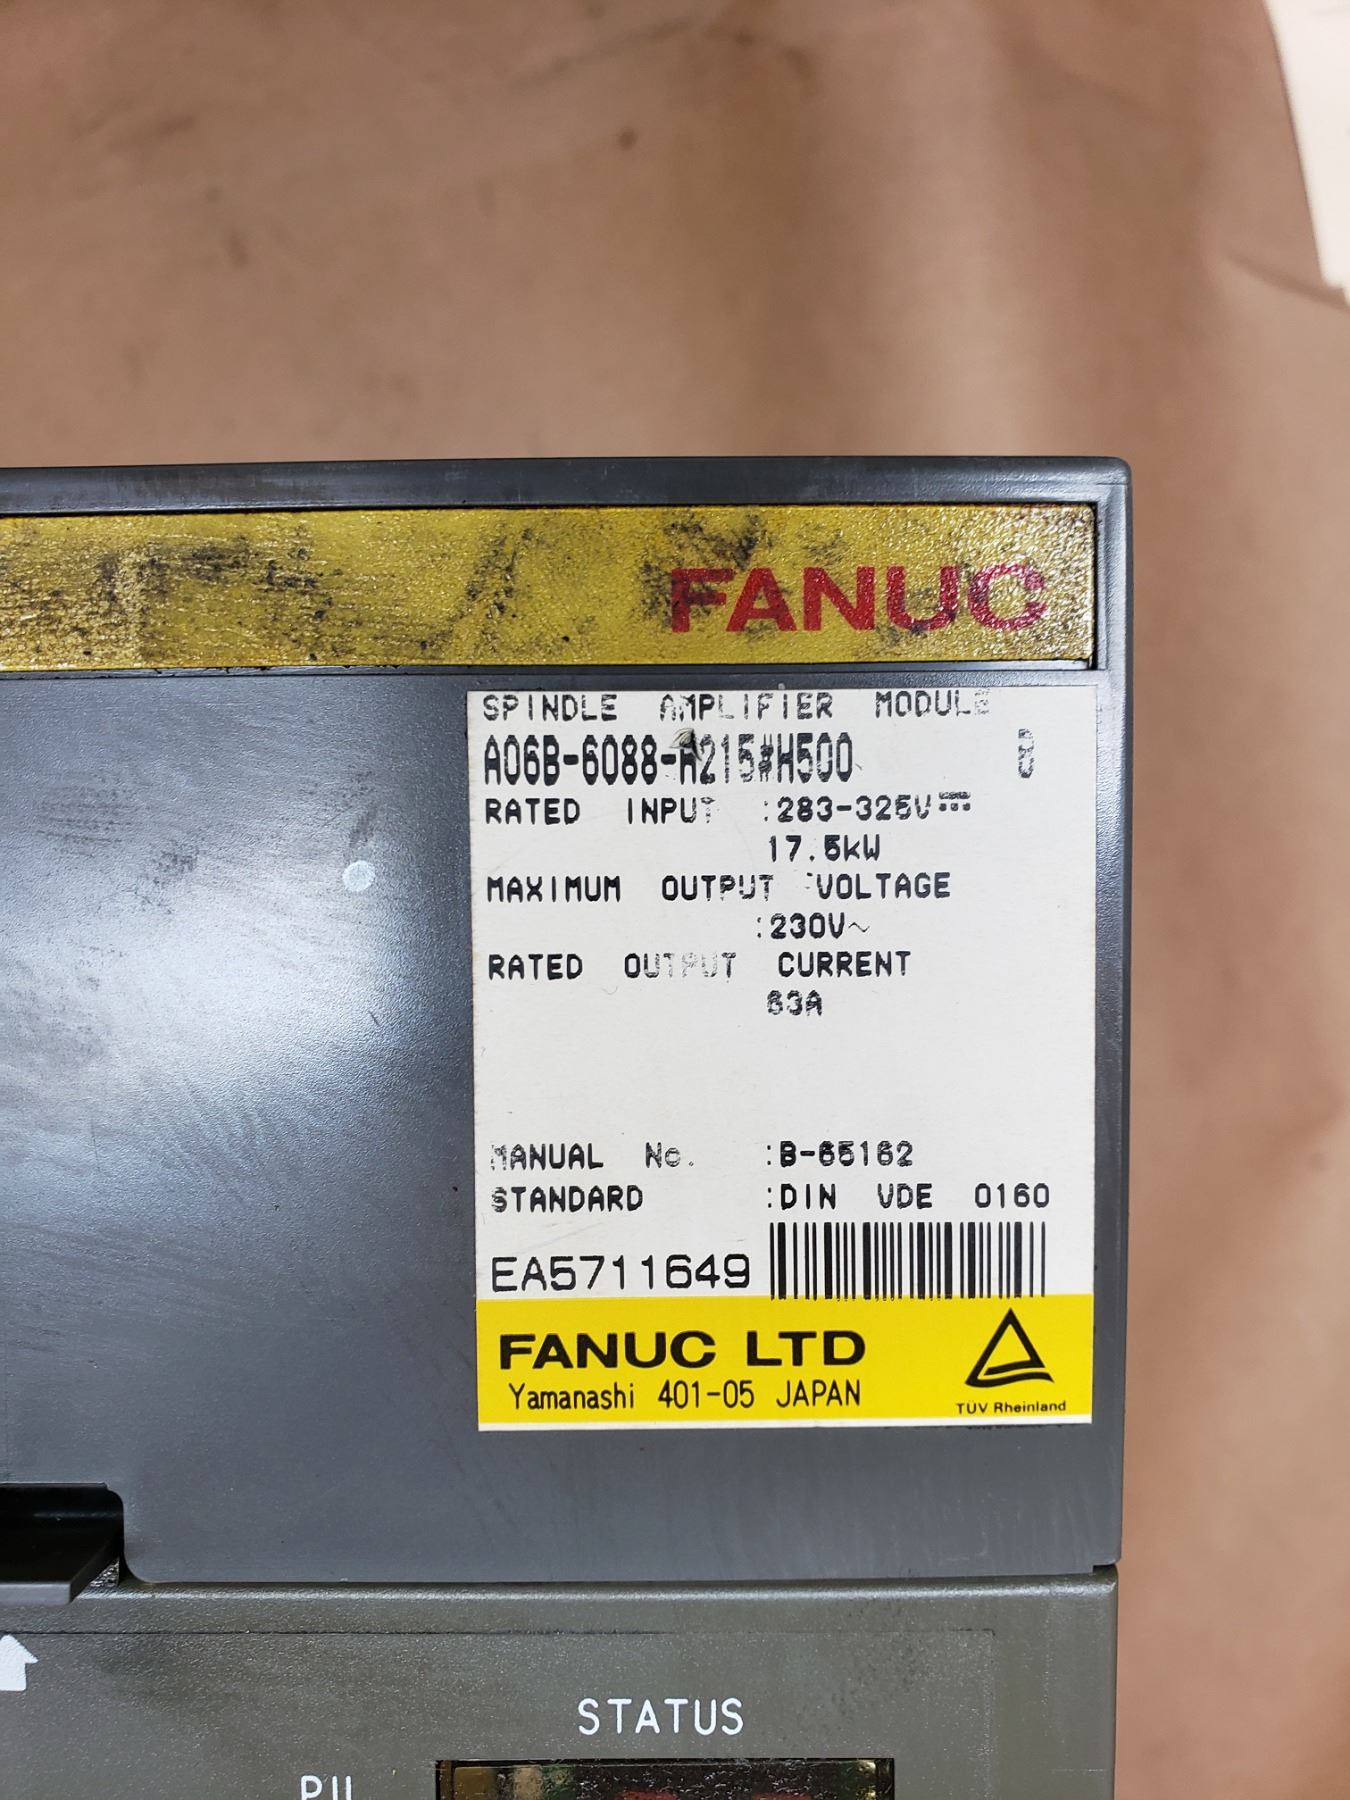 FANUC
SPINDLE AMPLIFIER MODULE
A06B-6088-H215#H500 B
RATED INPUT :283-325V⎓
17.5kW
MAXIMUM OUTPUT VOLTAGE
:230V~
RATED OUTPUT CURRENT
63A
MANUAL No. :B-65162
STANDARD :DIN VDE 0160
EA5711649
FANUC LTD
Yamanashi 401-05 JAPAN
TUV Rheinland
STATUS
PIL